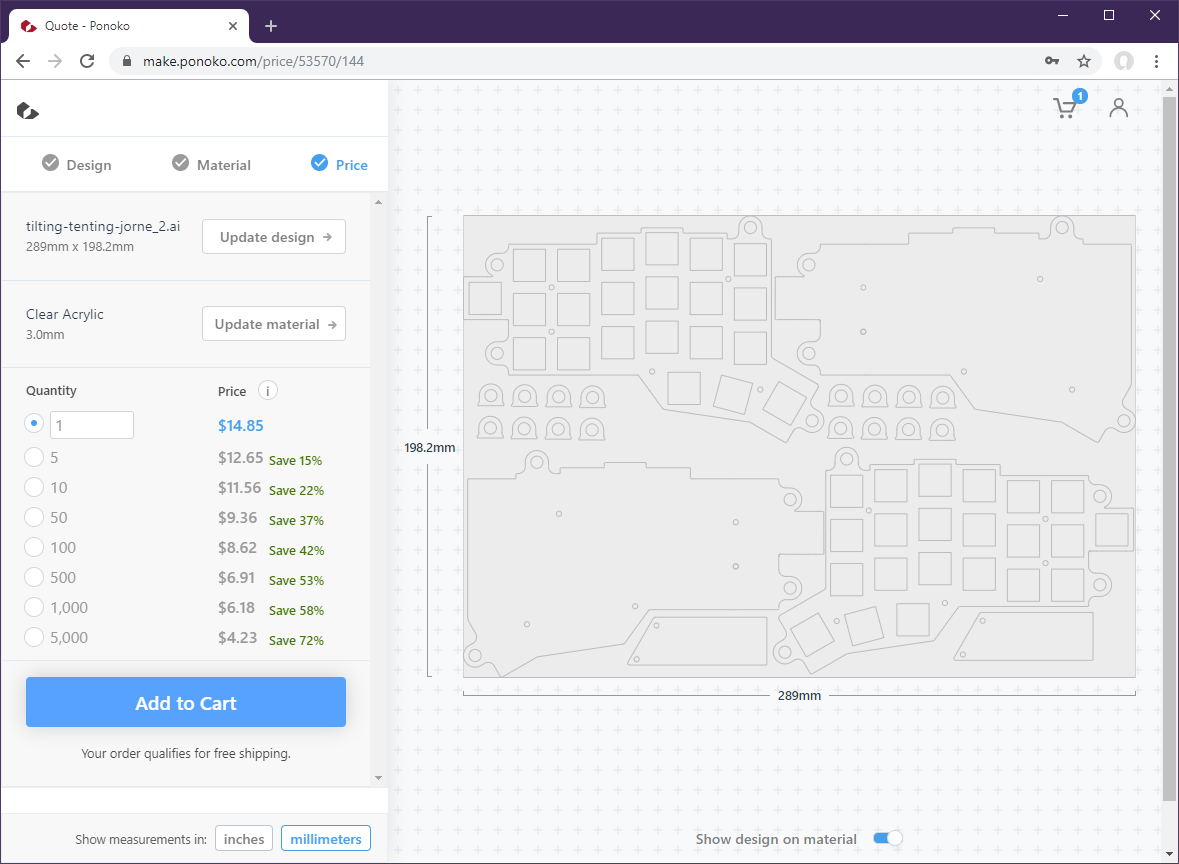 Quote - Ponoko
make.ponoko.com/price/53570/144
1
Design Material Price
tilting-tenting-jorne_2.ai
289mm x 198.2mm
Update design →
Clear Acrylic
3.0mm
Update material →
Quantity Price i
1 $14.85
5 $12.65 Save 15%
10 $11.56 Save 22%
50 $9.36 Save 37%
100 $8.62 Save 42%
500 $6.91 Save 53%
1,000 $6.18 Save 58%
5,000 $4.23 Save 72%
Add to Cart
Your order qualifies for free shipping.
Show measurements in: inches millimeters
198.2mm
289mm
Show design on material